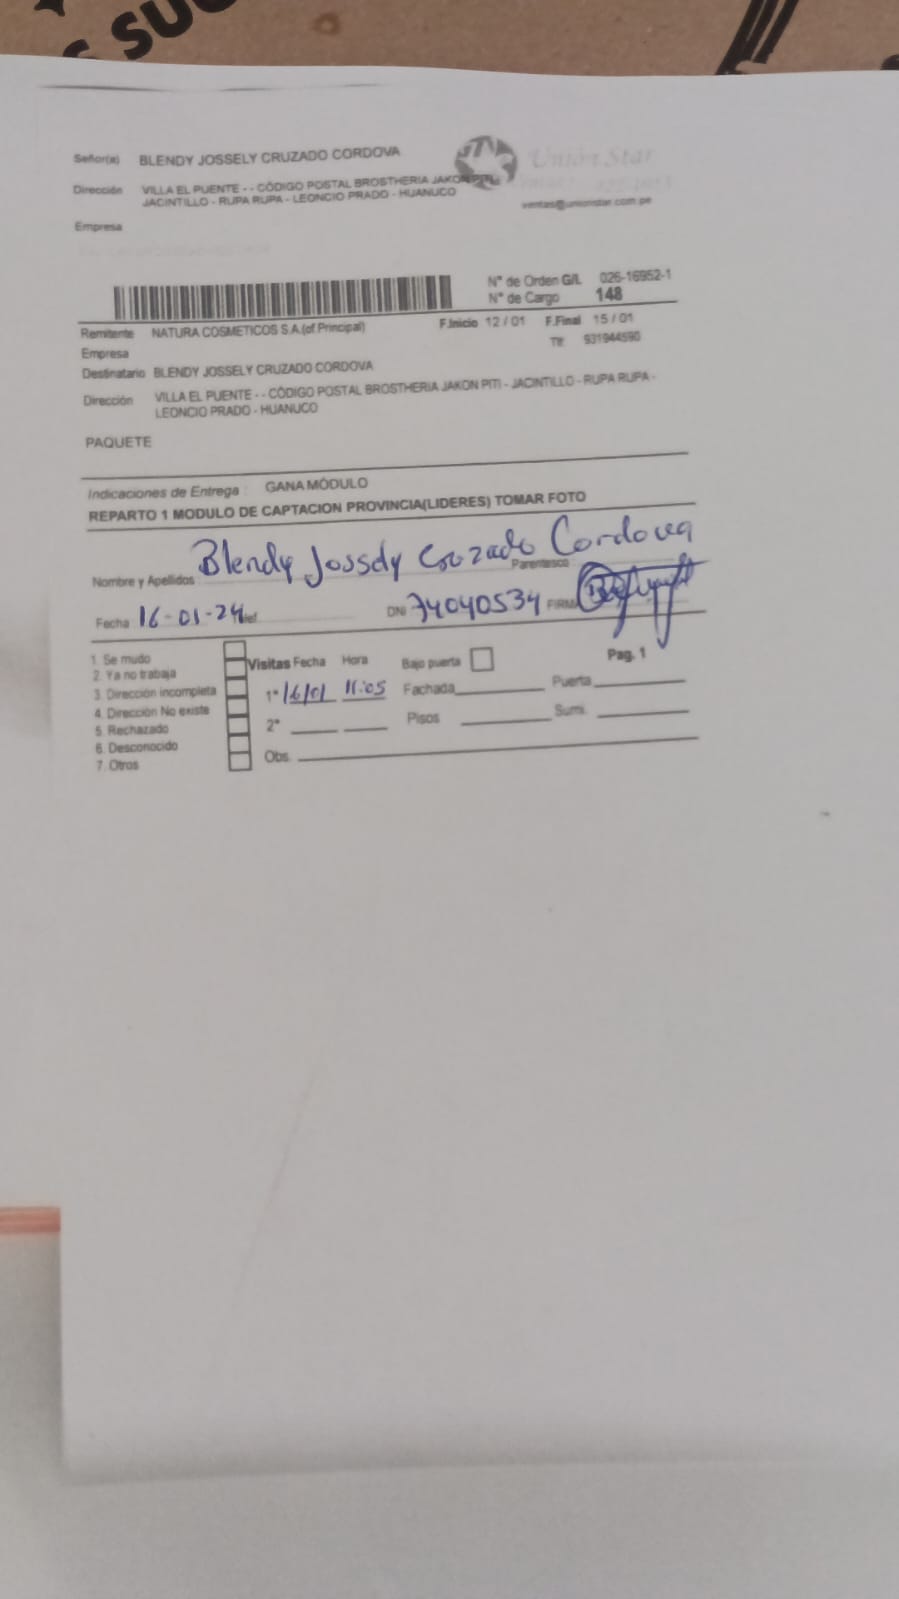 Señor(a) BLENDY JOSSELY CRUZADO CORDOVA
Unión Star
Dirección VILLA EL PUENTE - - CÓDIGO POSTAL BROSTHERIA JAKON PITI -
JACINTILLO - RUPA RUPA - LEONCIO PRADO - HUANUCO
ventas@unionstar.com.pe
Empresa
N° de Orden G/L 026-16952-1
N° de Cargo 148
Remitente NATURA COSMETICOS S.A.(of Principal) F.Inicio 12 / 01 F.Final 15 / 01
Empresa Tlf: 931944590
Destinatario BLENDY JOSSELY CRUZADO CORDOVA
Dirección VILLA EL PUENTE - - CÓDIGO POSTAL BROSTHERIA JAKON PITI - JACINTILLO - RUPA RUPA -
LEONCIO PRADO - HUANUCO
PAQUETE
Indicaciones de Entrega : GANA MÓDULO
REPARTO 1 MODULO DE CAPTACION PROVINCIA(LIDERES) TOMAR FOTO
Nombre y Apellidos Blendy Jossely Cruzado Cordova Parentesco
Fecha 16-01-24 Telef. DNI 74040534 FIRMA
1. Se mudo
2. Ya no trabaja
3. Dirección incompleta
4. Dirección No existe
5. Rechazado
6. Desconocido
7. Otros
Visitas Fecha Hora Bajo puerta Pag. 1
1° 16/01 11:05 Fachada Puerta
2° Pisos Sumi.
Obs.